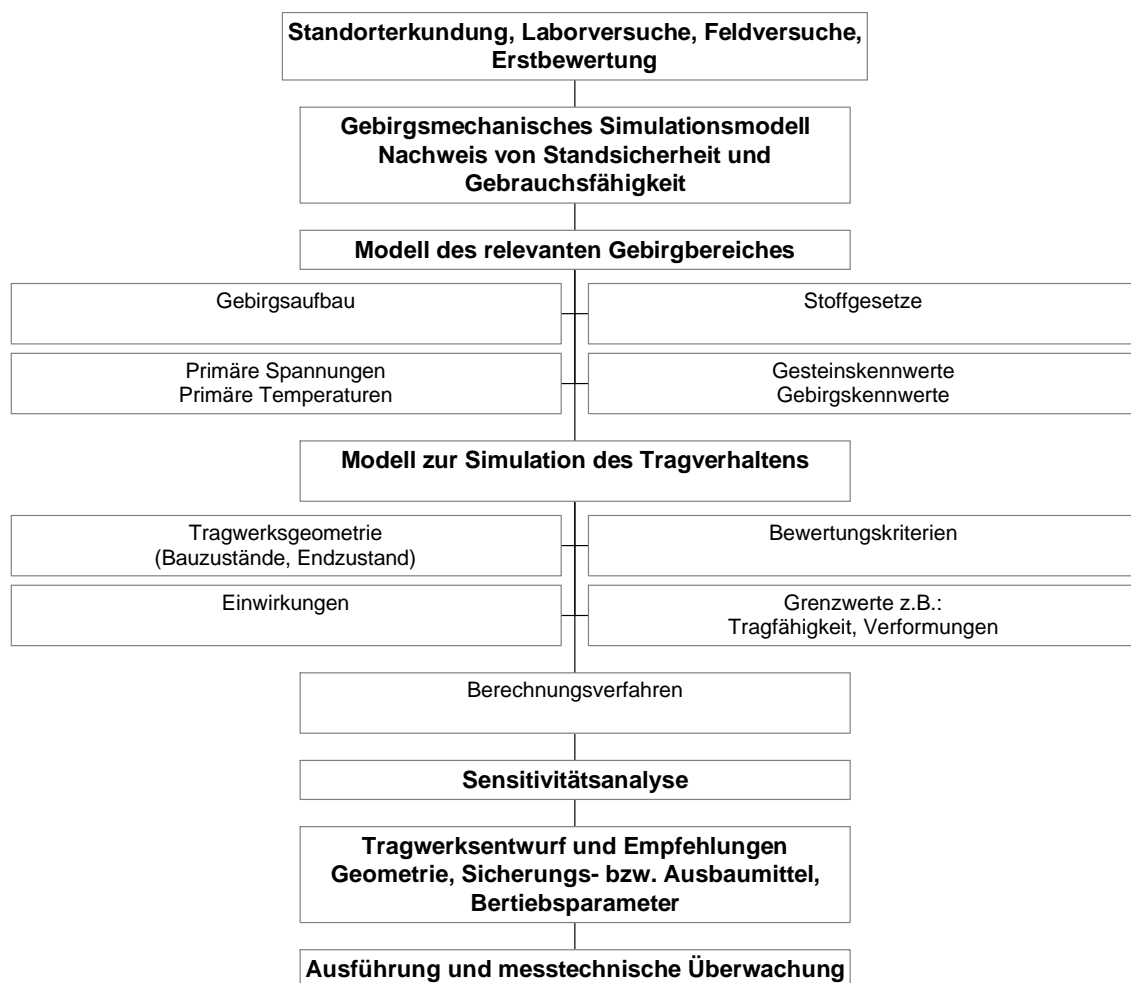 Standorterkundung, Laborversuche, Feldversuche,
Erstbewertung
Gebirgsmechanisches Simulationsmodell
Nachweis von Standsicherheit und
Gebrauchsfähigkeit
Modell des relevanten Gebirgbereiches
Gebirgsaufbau
Stoffgesetze
Primäre Spannungen
Primäre Temperaturen
Gesteinskennwerte
Gebirgskennwerte
Modell zur Simulation des Tragverhaltens
Tragwerksgeometrie
(Bauzustände, Endzustand)
Bewertungskriterien
Einwirkungen
Grenzwerte z.B.:
Tragfähigkeit, Verformungen
Berechnungsverfahren
Sensitivitätsanalyse
Tragwerksentwurf und Empfehlungen
Geometrie, Sicherungs- bzw. Ausbaumittel,
Bertiebsparameter
Ausführung und messtechnische Überwachung